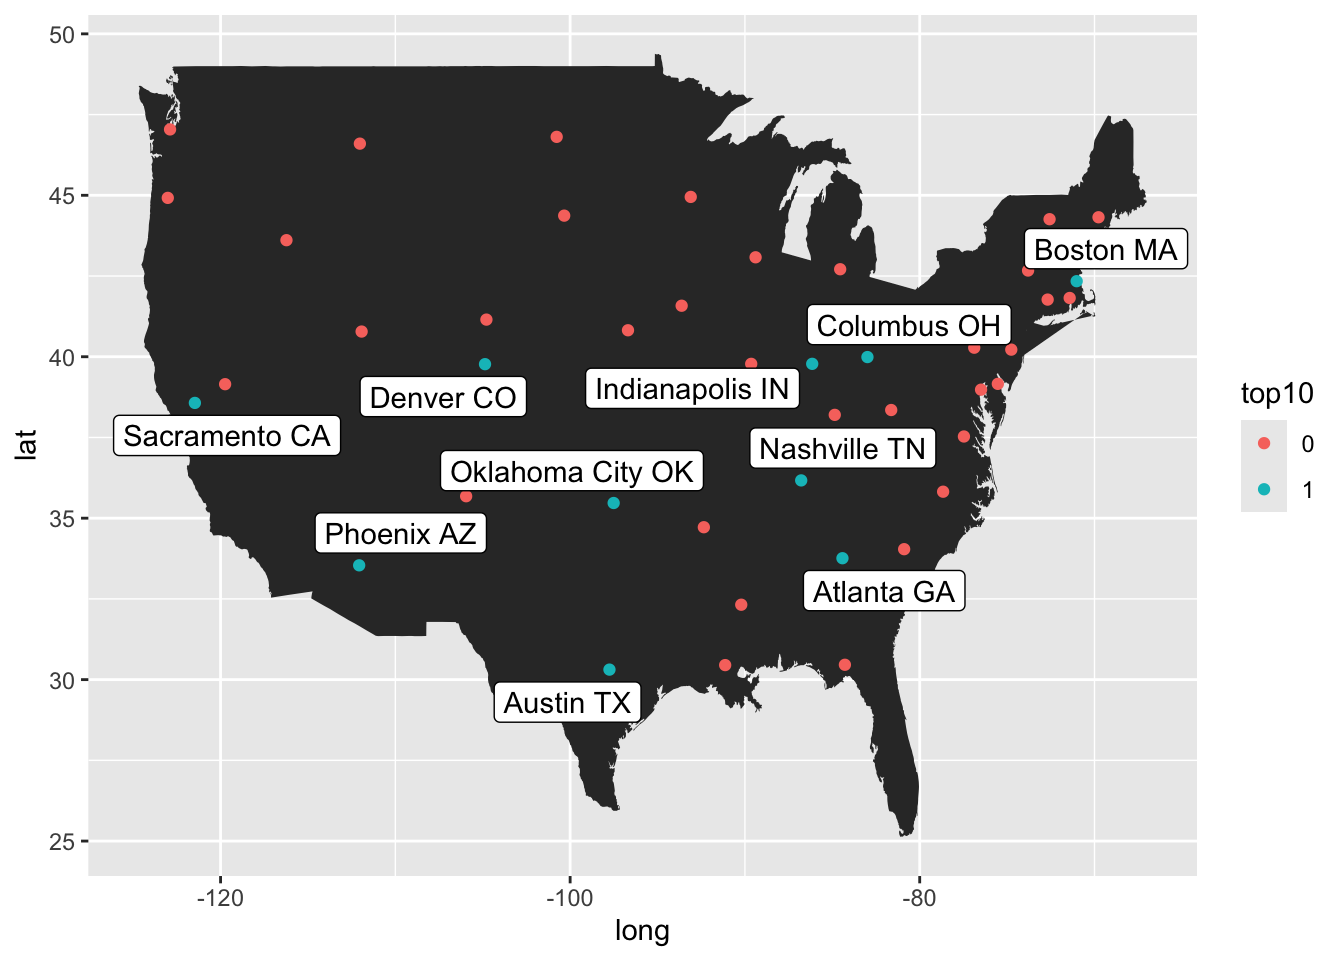 50
45
40
35
30
25
lat
Boston MA
Columbus OH
Indianapolis IN
Denver CO
Sacramento CA
Nashville TN
Oklahoma City OK
Phoenix AZ
Atlanta GA
Austin TX
-120
-100
-80
long
top10
0
1